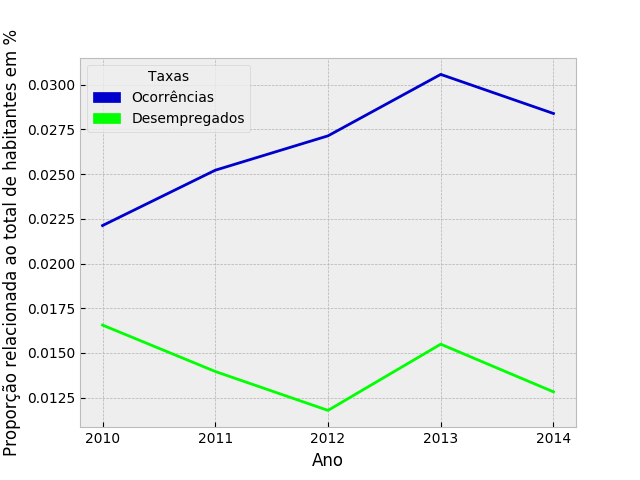 Proporção relacionada ao total de habitantes em %
Taxas
Ocorrências
Desempregados
0.0300
0.0275
0.0250
0.0225
0.0200
0.0175
0.0150
0.0125
2010 2011 2012 2013 2014
Ano